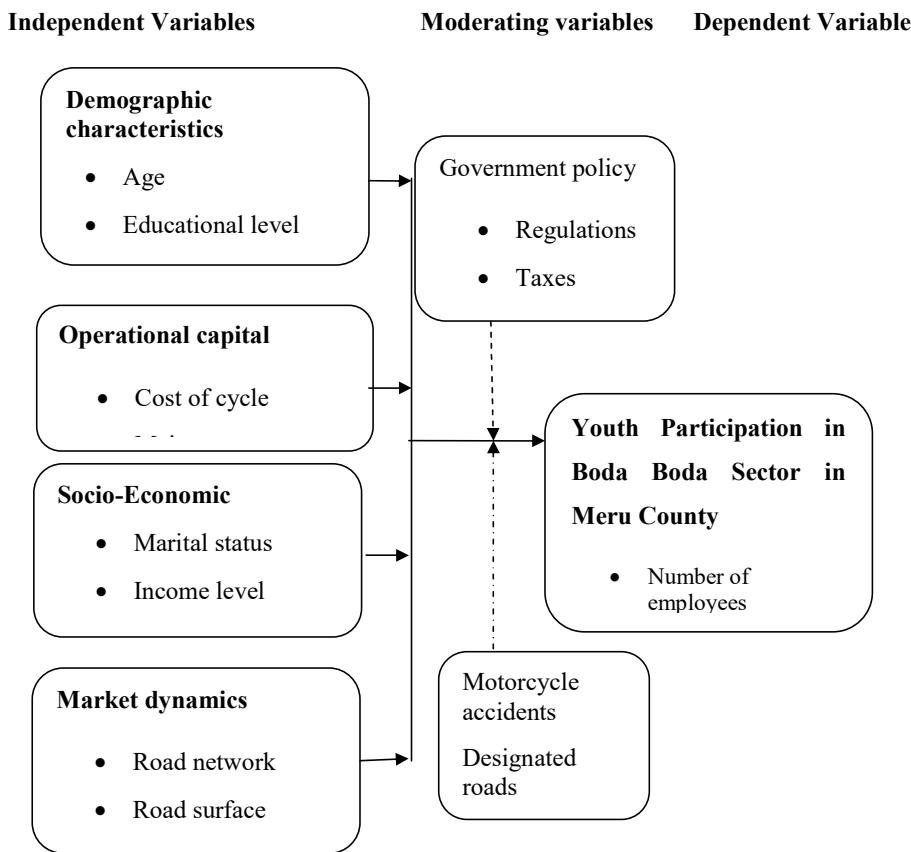 Independent Variables
Moderating variables
Dependent Variable
Demographic
characteristics
• Age
• Educational level
Operational capital
• Cost of cycle
Socio-Economic
• Marital status
• Income level
Market dynamics
• Road network
• Road surface
Government policy
• Regulations
• Taxes
Motorcycle
accidents
Designated
roads
Youth Participation in
Boda Boda Sector in
Meru County
• Number of
employees